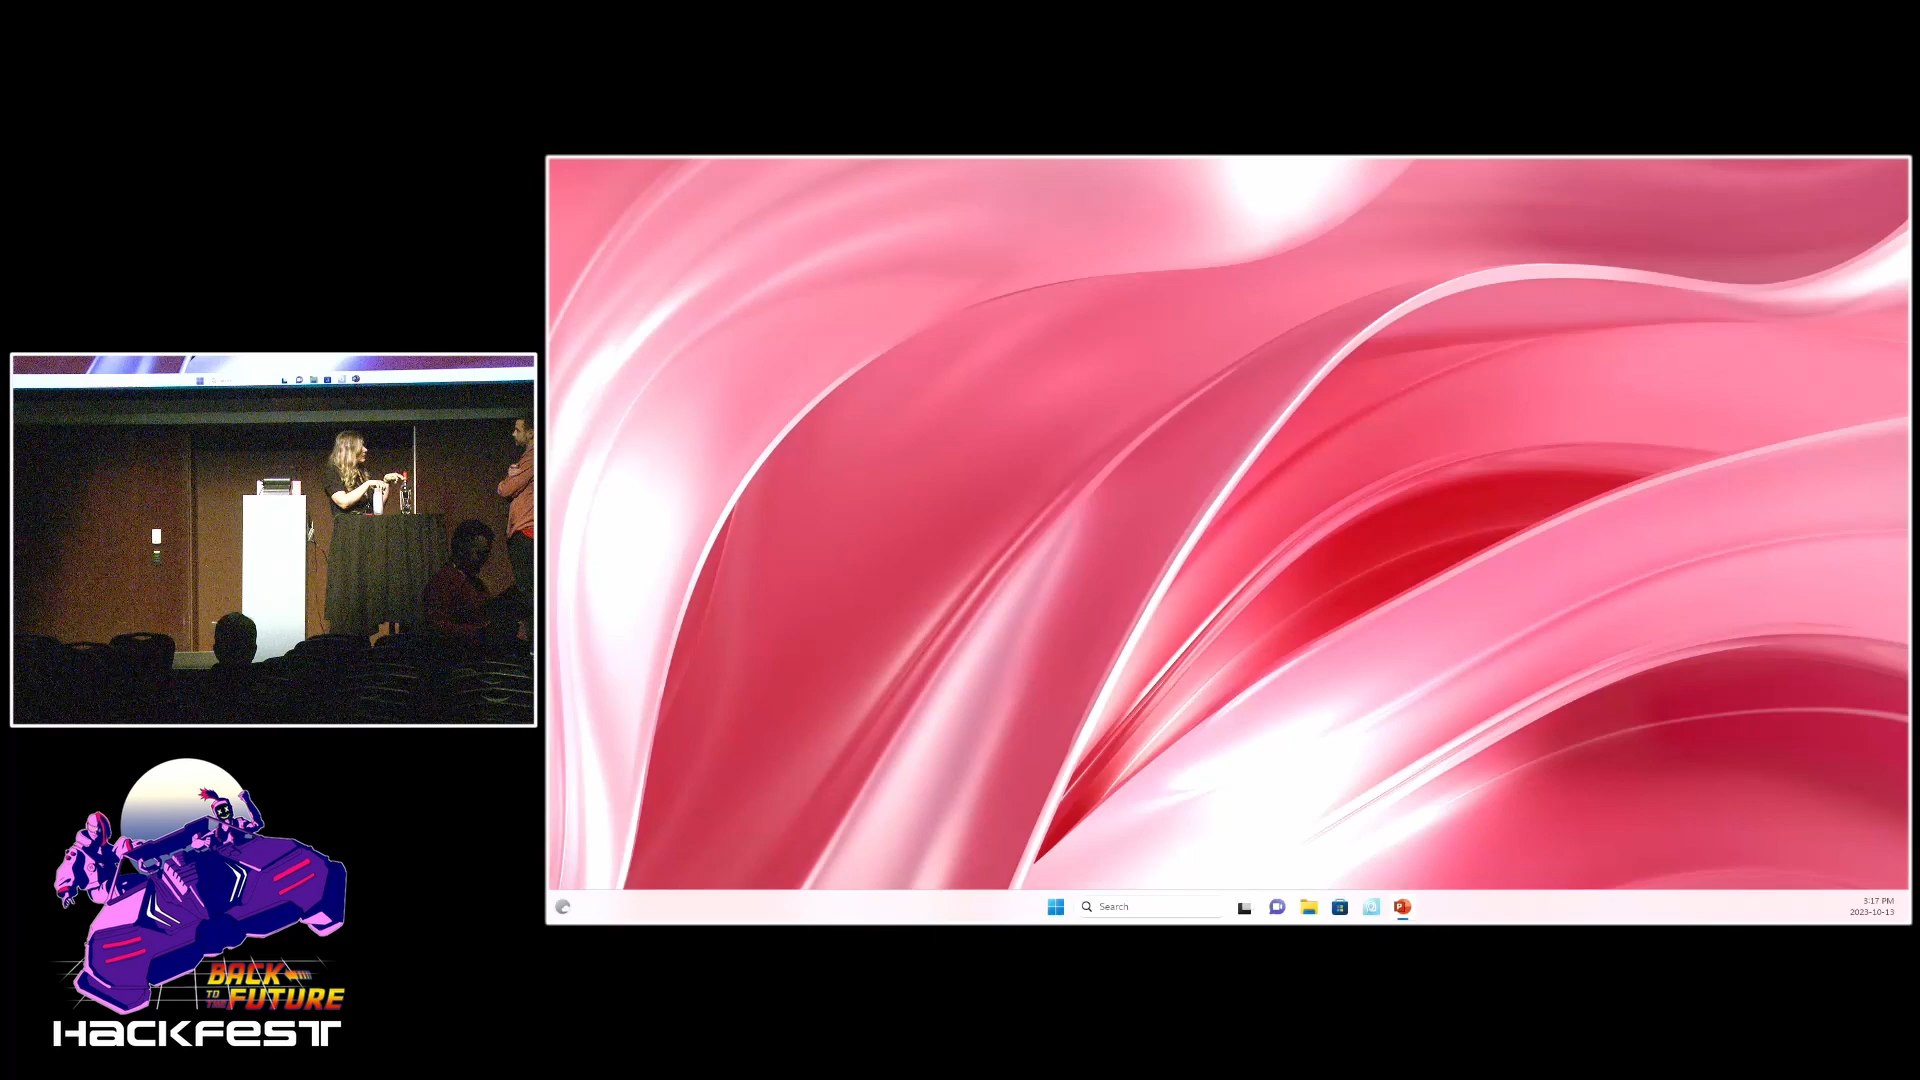 BACK
TO THE FUTURE
HACKFEST
Search
3:17 PM
2023-10-13